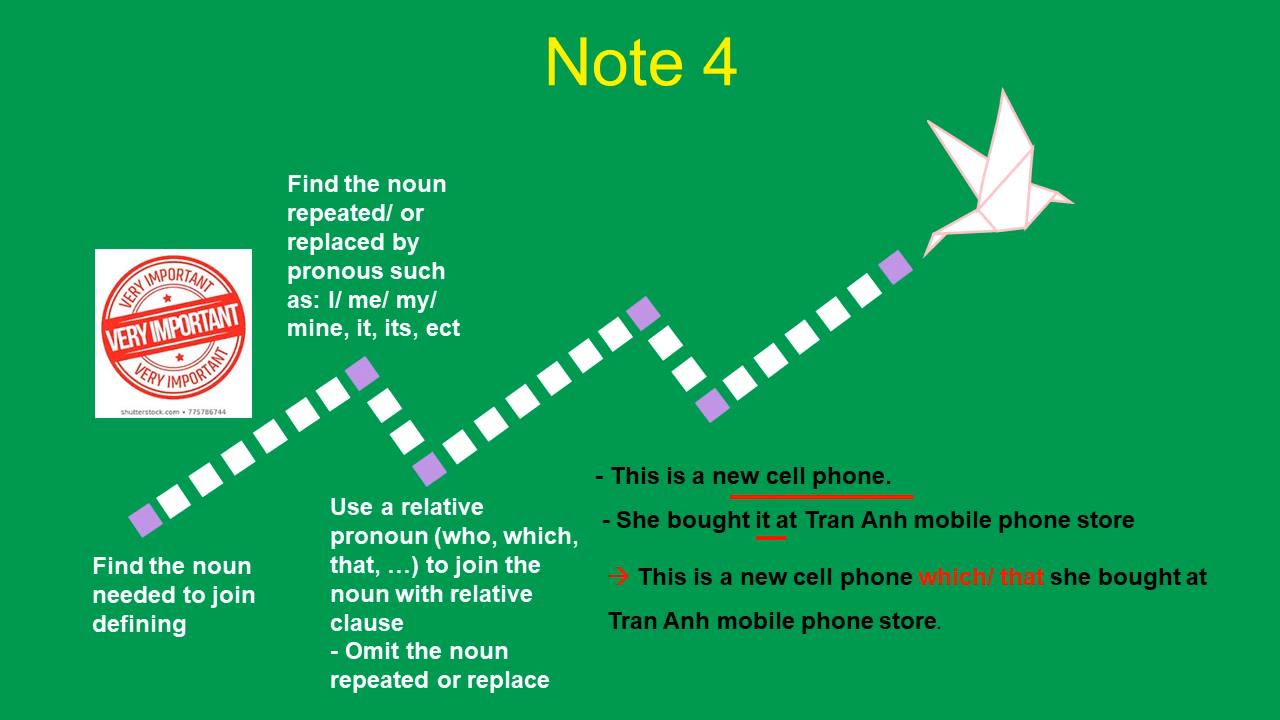 Note 4
Find the noun
repeated/ or
replaced by
pronous such
as: I/ me/ my/
mine, it, its, ect
VERY IMPORTANT
VERY IMPORTANT
VERY IMPORTANT
shutterstock.com • 775786744
Find the noun
needed to join
defining
Use a relative
pronoun (who, which,
that, …) to join the
noun with relative
clause
- Omit the noun
repeated or replace
- This is a new cell phone.
- She bought it at Tran Anh mobile phone store
→ This is a new cell phone which/ that she bought at
Tran Anh mobile phone store.